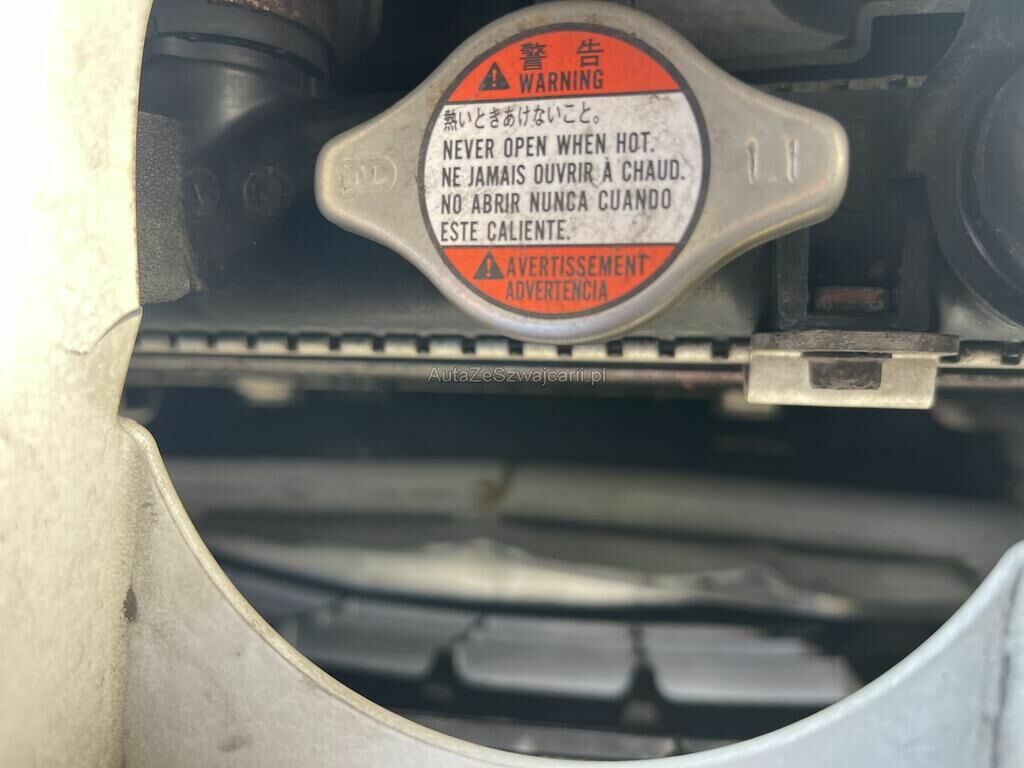 警告
WARNING
熱いときあけないこと。
NEVER OPEN WHEN HOT.
NE JAMAIS OUVRIR À CHAUD.
NO ABRIR NUNCA CUANDO
ESTE CALIENTE.
AVERTISSEMENT
ADVERTENCIA
1.1
AutaZeSzwajcarii.pl